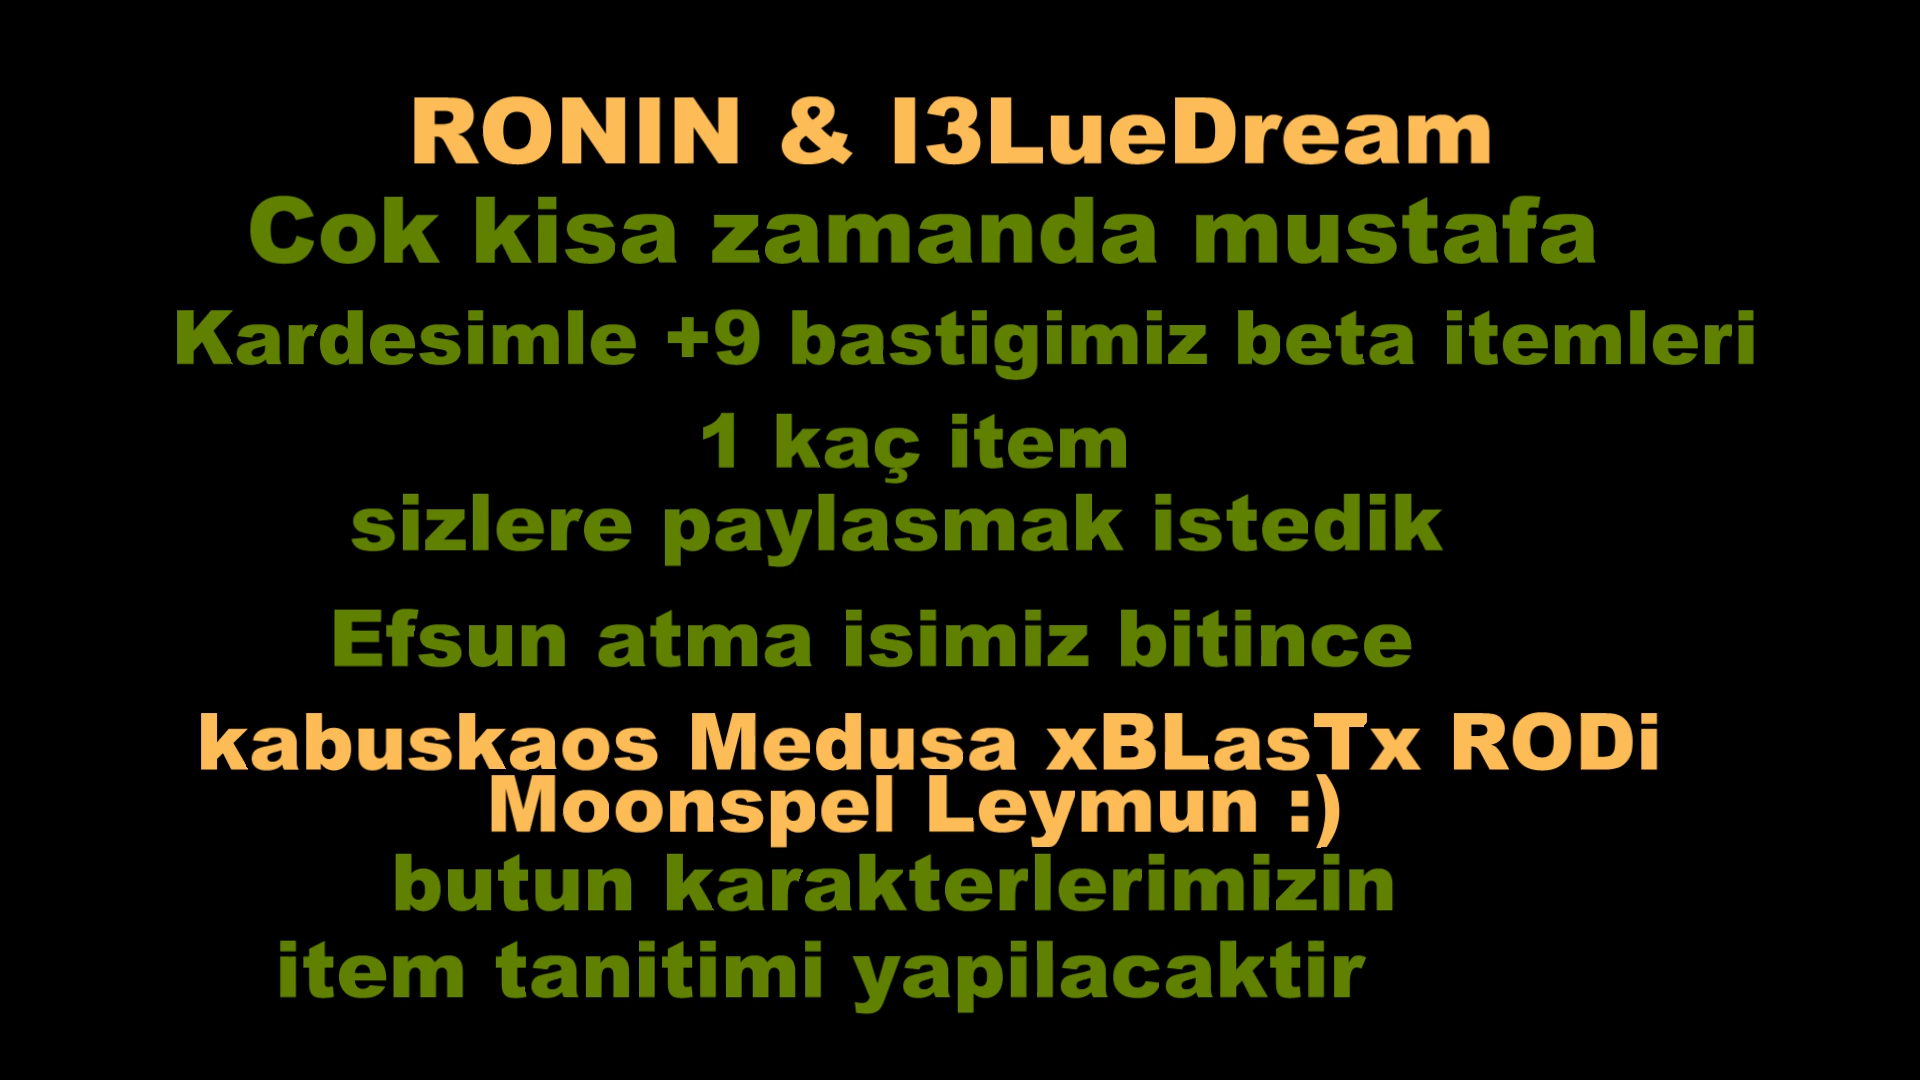 RONIN & I3LueDream
Cok kisa zamanda mustafa
Kardesimle +9 bastigimiz beta itemleri
1 kaç item
sizlere paylasmak istedik
Efsun atma isimiz bitince
kabuskaos Medusa xBLasTx RODi
Moonspel Leymun :)
butun karakterlerimizin
item tanitimi yapilacaktir